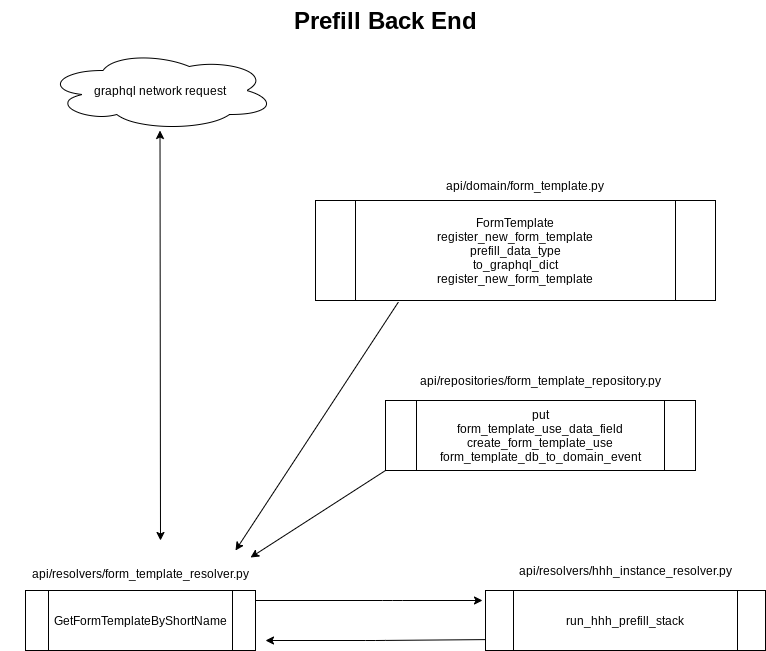 Prefill Back End
graphql network request
api/domain/form_template.py
FormTemplate
register_new_form_template
prefill_data_type
to_graphql_dict
register_new_form_template
api/repositories/form_template_repository.py
put
form_template_use_data_field
create_form_template_use
form_template_db_to_domain_event
api/resolvers/form_template_resolver.py
GetFormTemplateByShortName
api/resolvers/hhh_instance_resolver.py
run_hhh_prefill_stack